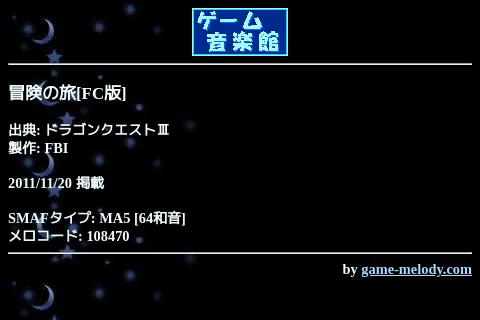 ゲーム
音楽館
冒険の旅[FC版]
出典: ドラゴンクエストⅢ
製作: FBI
2011/11/20 掲載
SMAFタイプ: MA5 [64和音]
メロコード: 108470
by game-melody.com